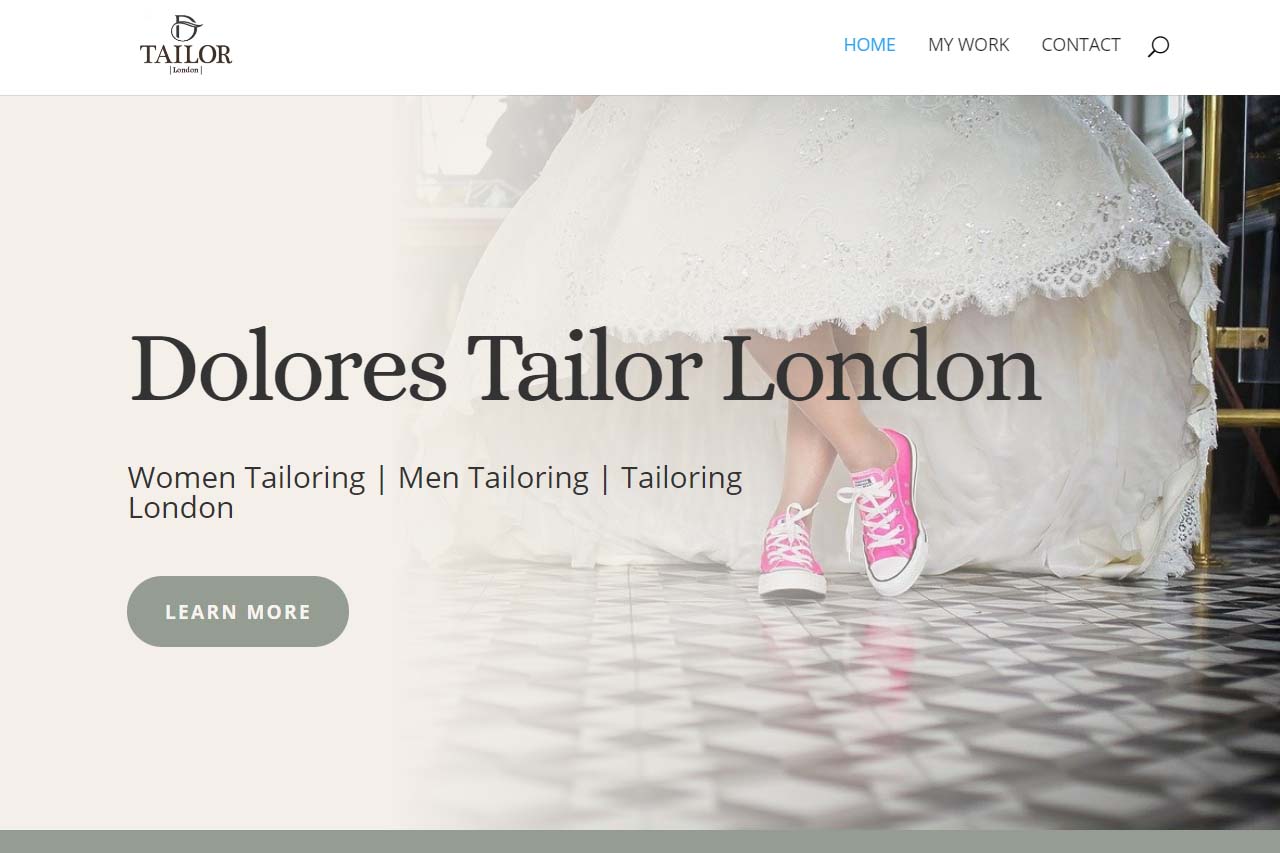 TAILOR
|London|
HOME MY WORK CONTACT
Dolores Tailor London
Women Tailoring | Men Tailoring | Tailoring
London
LEARN MORE